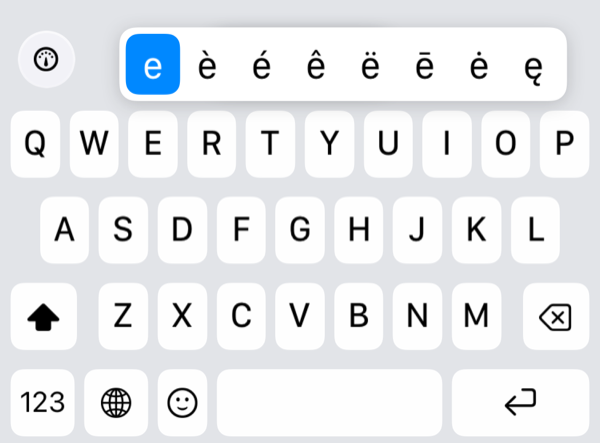 e è é ê ë ē ė ę
Q W E R T Y U I O P
A S D F G H J K L
Z X C V B N M
123